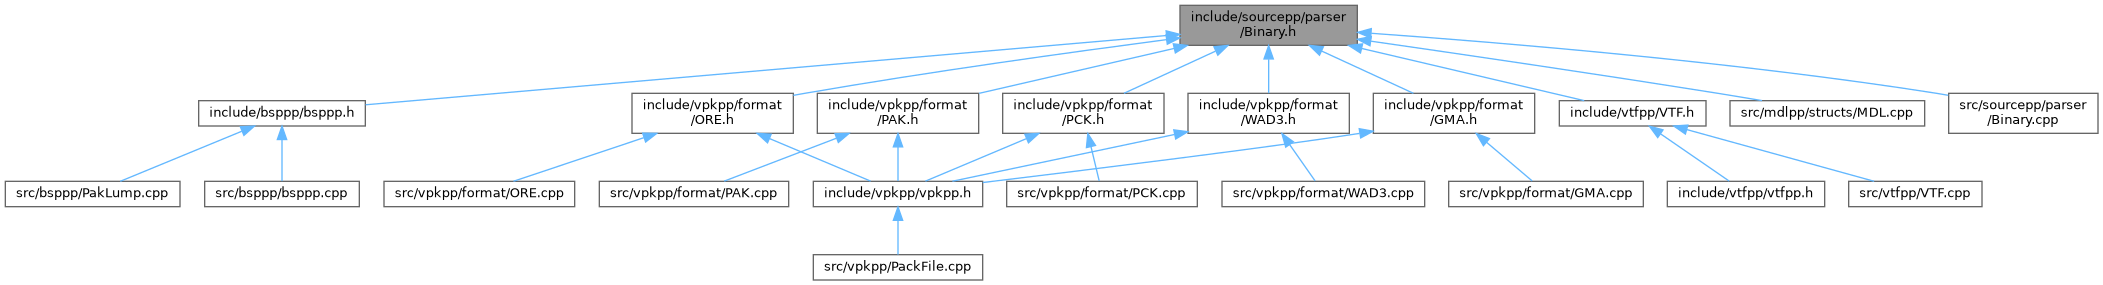 include/sourcepp/parser
/Binary.h
include/bsppp/bsppp.h
include/vpkpp/format
/ORE.h
include/vpkpp/format
/PAK.h
include/vpkpp/format
/PCK.h
include/vpkpp/format
/WAD3.h
include/vpkpp/format
/GMA.h
include/vtfpp/VTF.h
src/mdlpp/structs/MDL.cpp
src/sourcepp/parser
/Binary.cpp
src/bsppp/PakLump.cpp
src/bsppp/bsppp.cpp
src/vpkpp/format/ORE.cpp
src/vpkpp/format/PAK.cpp
include/vpkpp/vpkpp.h
src/vpkpp/format/PCK.cpp
src/vpkpp/format/WAD3.cpp
src/vpkpp/format/GMA.cpp
include/vtfpp/vtfpp.h
src/vtfpp/VTF.cpp
src/vpkpp/PackFile.cpp